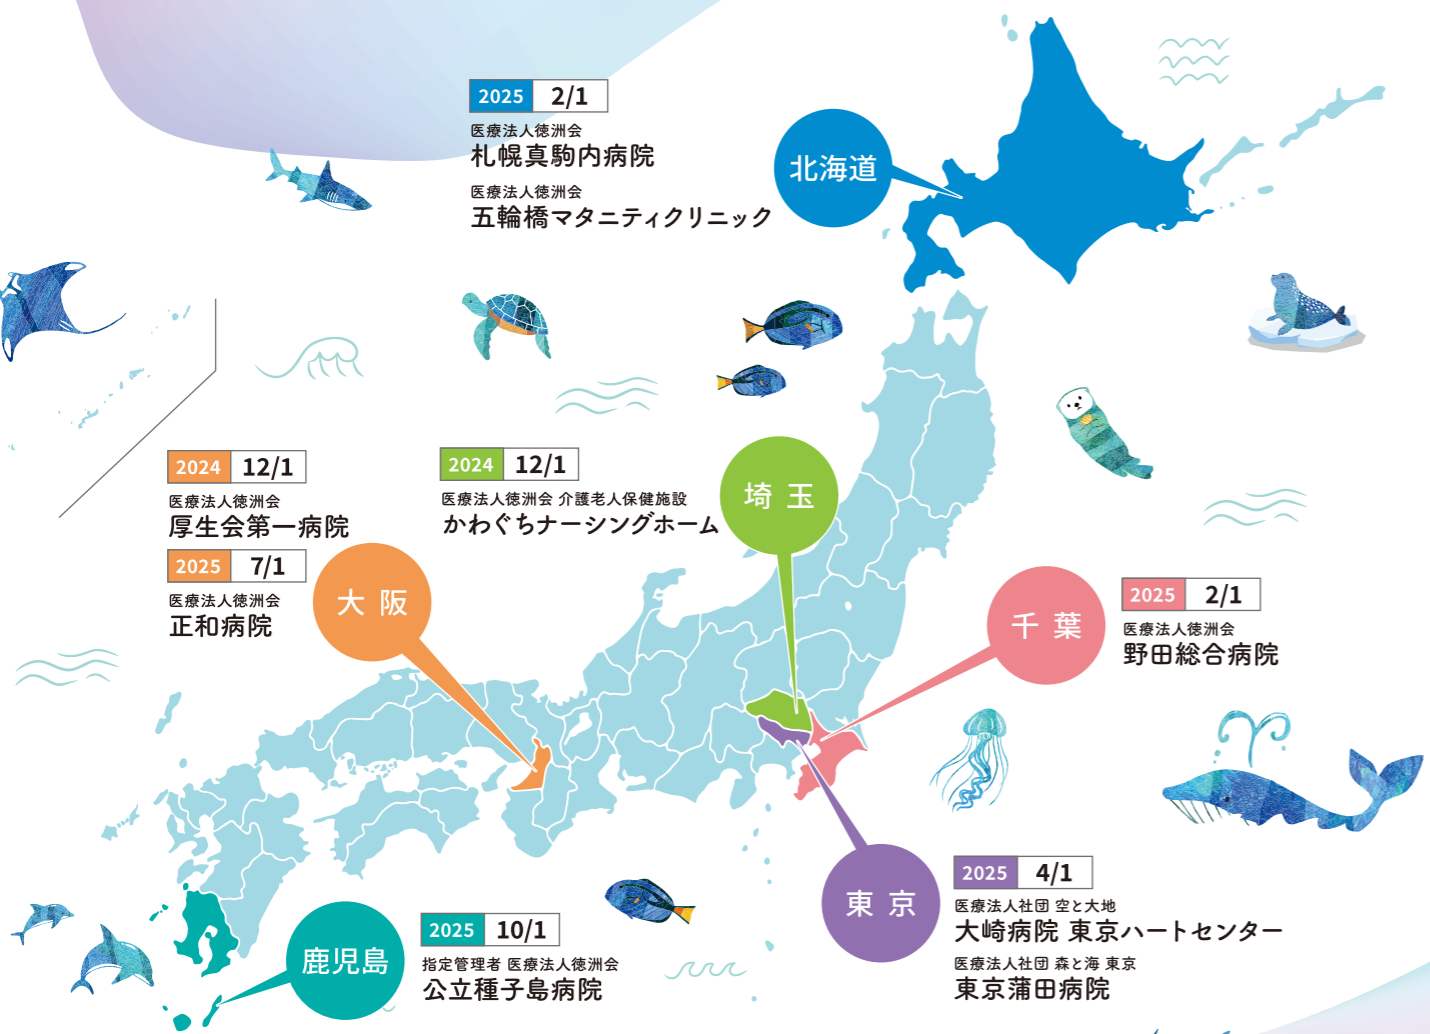 2025 2/1
医療法人徳洲会
札幌真駒内病院
医療法人徳洲会
五輪橋マタニティクリニック
北海道
2024 12/1
医療法人徳洲会
厚生会第一病院
2025 7/1
医療法人徳洲会
正和病院
大阪
2024 12/1
医療法人徳洲会 介護老人保健施設
かわぐちナーシングホーム
埼玉
千葉
2025 2/1
医療法人徳洲会
野田総合病院
鹿児島
2025 10/1
指定管理者 医療法人徳洲会
公立種子島病院
東京
2025 4/1
医療法人社団 空と大地
大崎病院 東京ハートセンター
医療法人社団 森と海 東京
東京蒲田病院